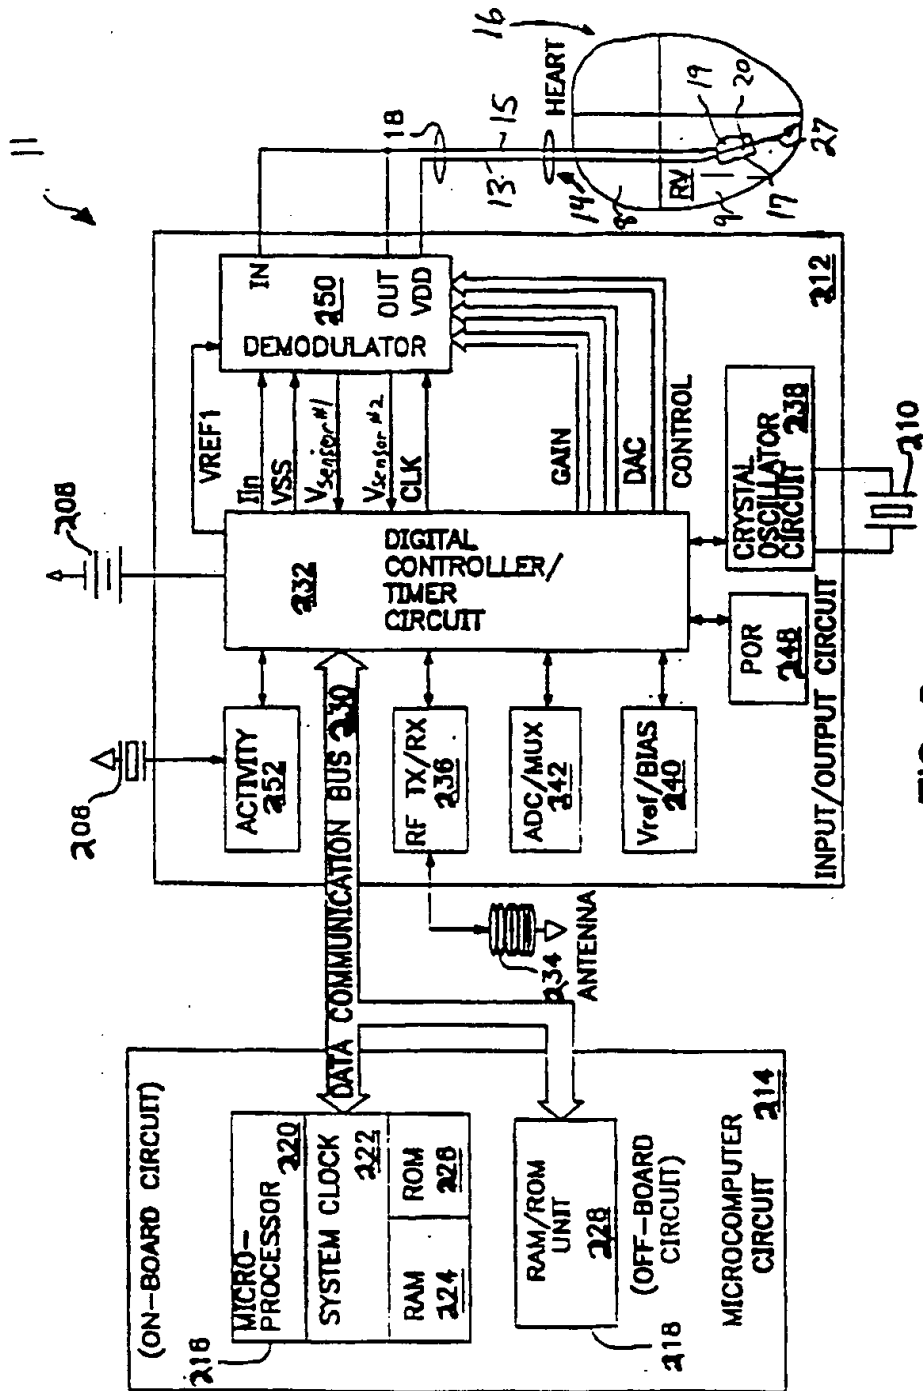 11
(ON-BOARD CIRCUIT)
MICRO-
PROCESSOR 220
SYSTEM CLOCK
222
RAM
224
ROM
228
218
RAM/ROM
UNIT
228
218
(OFF-BOARD
CIRCUIT)
MICROCOMPUTER
CIRCUIT 214
DATA COMMUNICATION BUS 230
234
ANTENNA
208
208
ACTIVITY
252
RF TX/RX
236
ADC/MUX
242
Vref/BIAS
240
232
DIGITAL
CONTROLLER/
TIMER
CIRCUIT
POR
248
CRYSTAL
OSCILLATOR
CIRCUIT 238
210
INPUT/OUTPUT CIRCUIT
212
VREF1
Iin
VSS
Vsensor #1
Vsensor #2
CLK
GAIN
DAC
CONTROL
IN
250
OUT
VDD
DEMODULATOR
18
13
15
14
HEART
16
8
RV
9
17
19
20
27